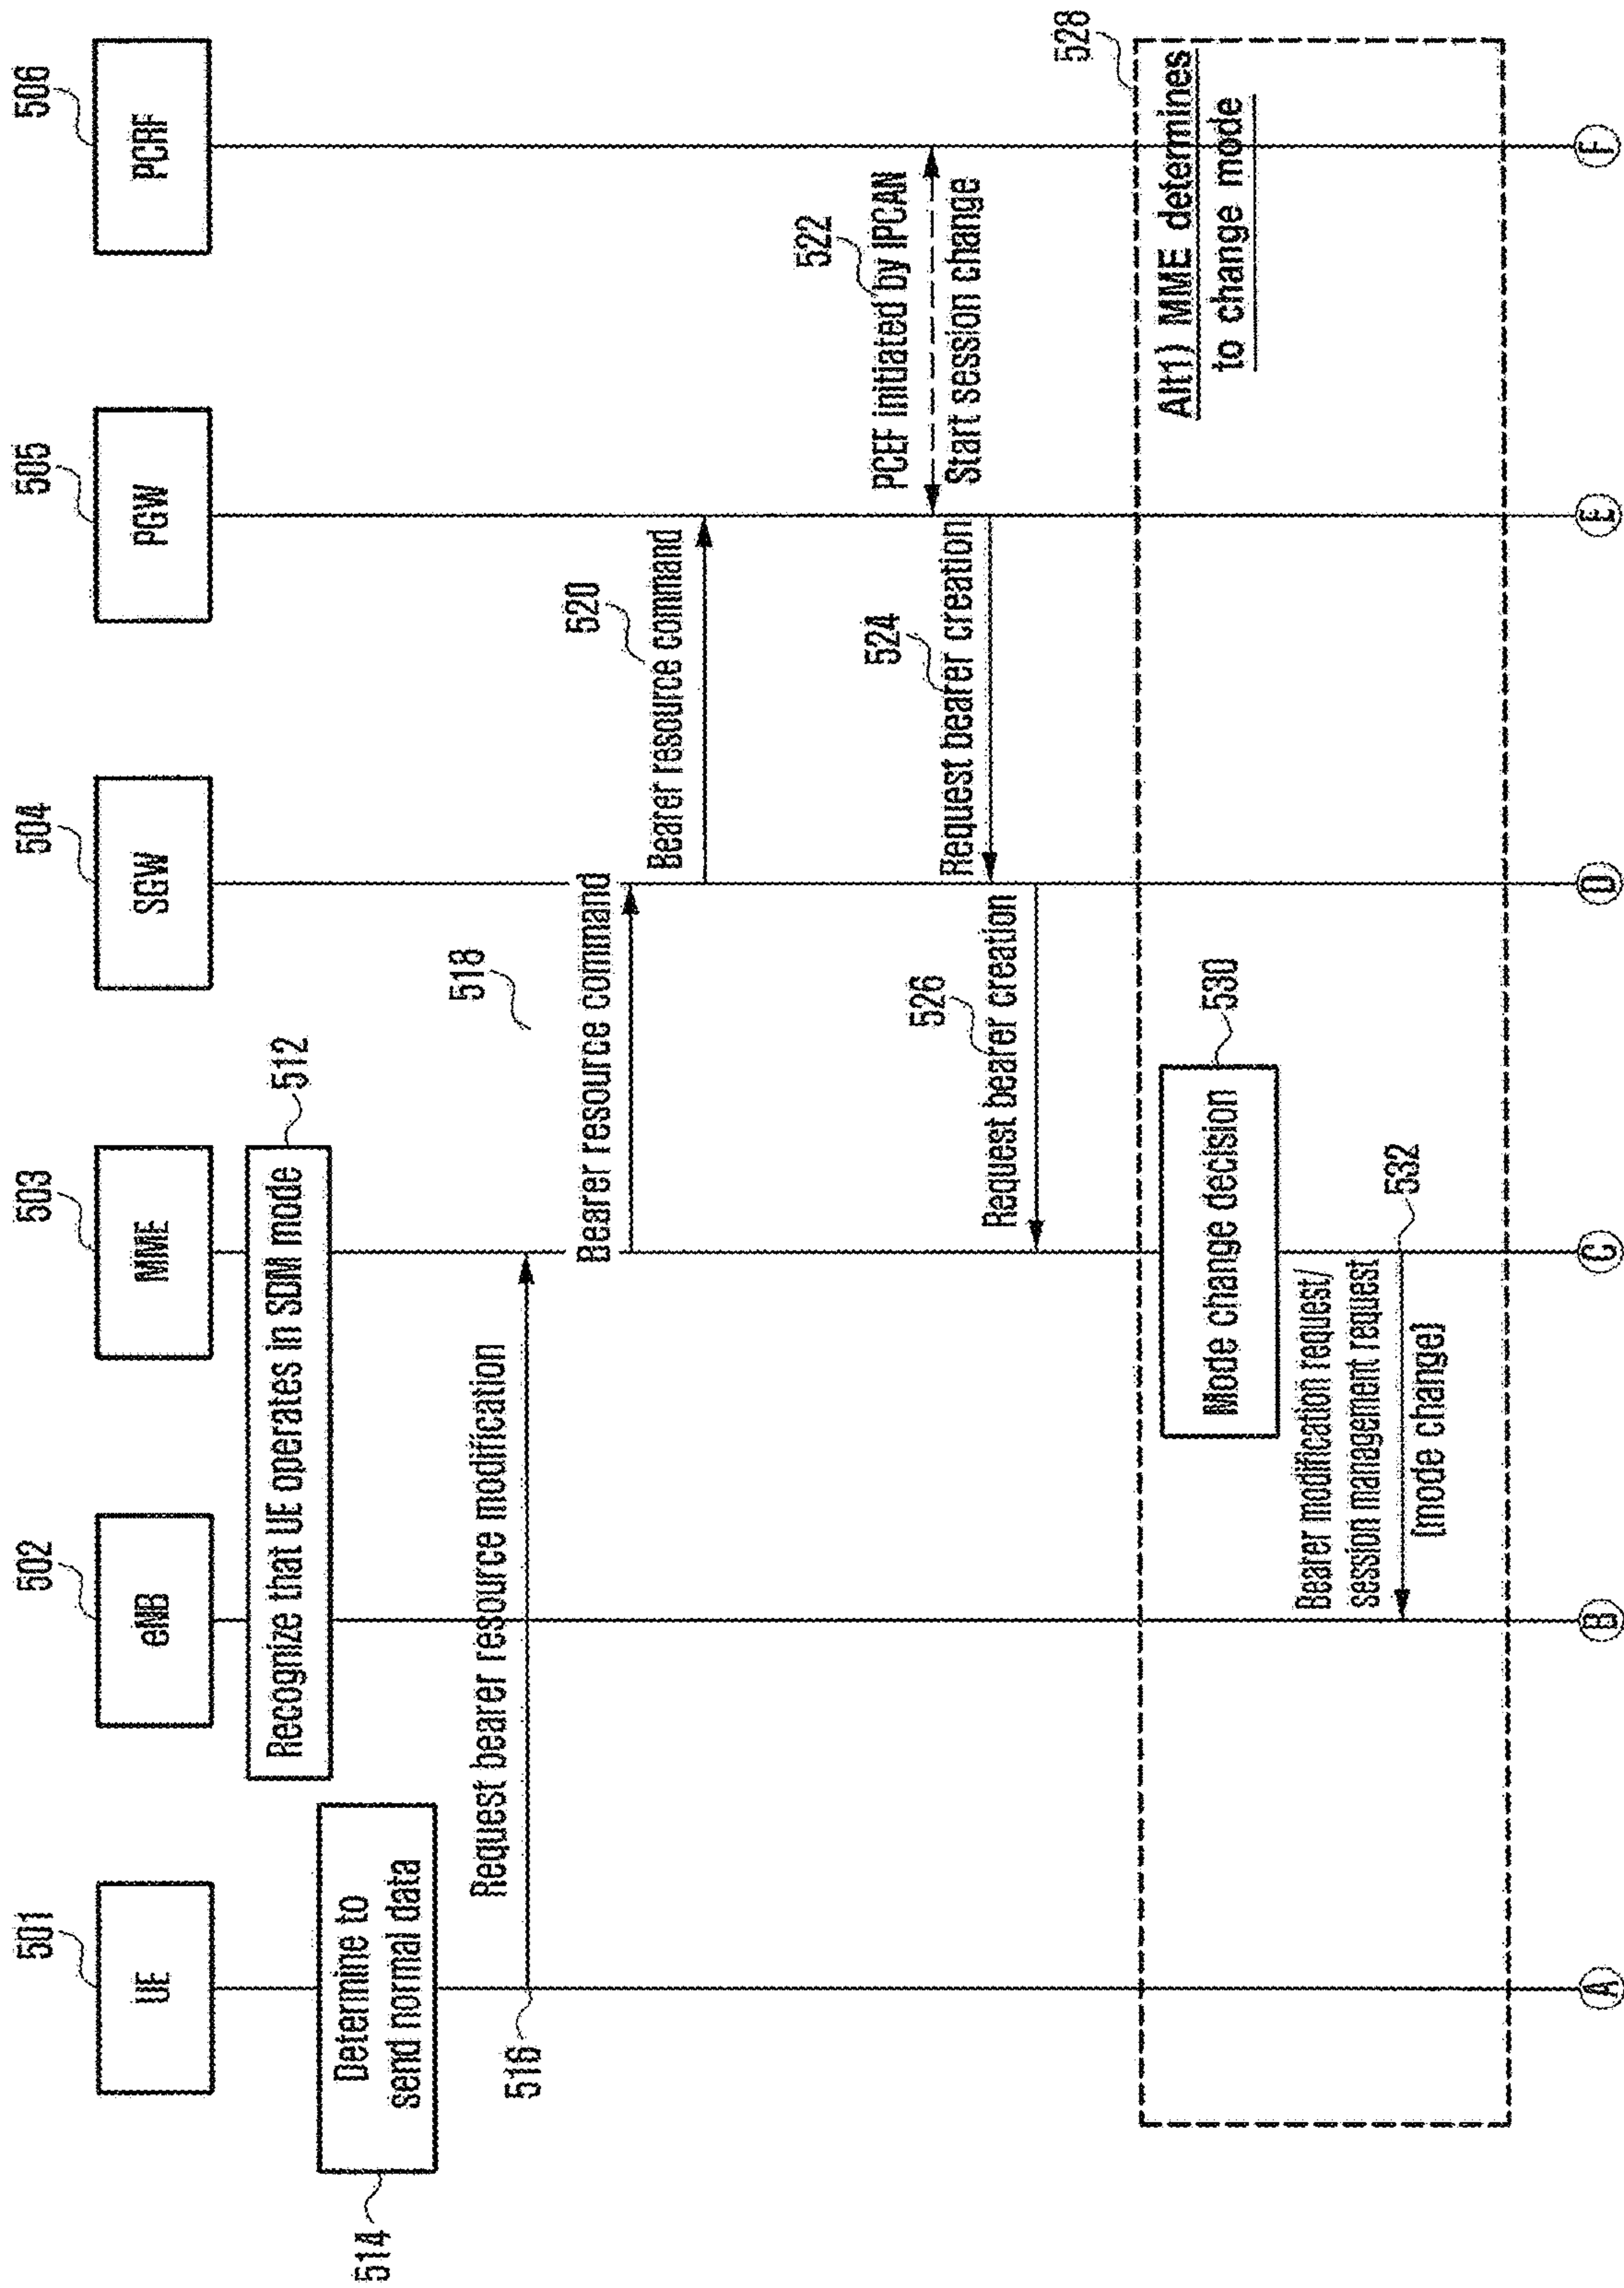 501
502
503
504
505
506
UE
eNB
MME
SGW
PGW
PCRF
512
Recognize that UE operates in SDM mode
514
Determine to
send normal data
516
Request bearer resource modification
518
Bearer resource command
520
Bearer resource command
522
PCEF initiated by IPCAN
Start session change
524
Request bearer creation
526
Request bearer creation
528
Alt1) MME determines
to change mode
530
Mode change decision
532
Bearer modification request/
session management request
(mode change)
A
B
C
D
E
F